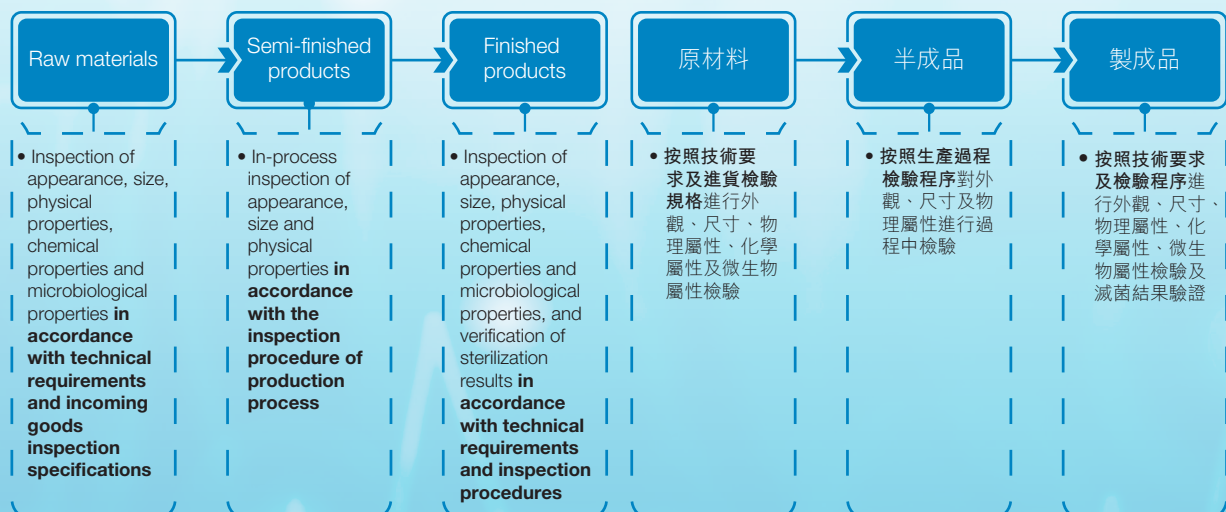 Raw materials
Semi-finished
products
Finished
products
原材料
半成品
製成品
• Inspection of
appearance, size,
physical
properties,
chemical
properties and
microbiological
properties in
accordance
with technical
requirements
and incoming
goods
inspection
specifications
• In-process
inspection of
appearance,
size and
physical
properties in
accordance
with the
inspection
procedure of
production
process
• Inspection of
appearance,
size, physical
properties,
chemical
properties and
microbiological
properties, and
verification of
sterilization
results in
accordance
with technical
requirements
and inspection
procedures
• 按照技術要
求及進貨檢驗
規格進行外
觀、尺寸、物
理屬性、化學
屬性及微生物
屬性檢驗
• 按照生產過程
檢驗程序對外
觀、尺寸及物
理屬性進行過
程中檢驗
• 按照技術要求
及檢驗程序進
行外觀、尺寸、
物理屬性、化
學屬性、微生
物屬性檢驗及
滅菌結果驗證